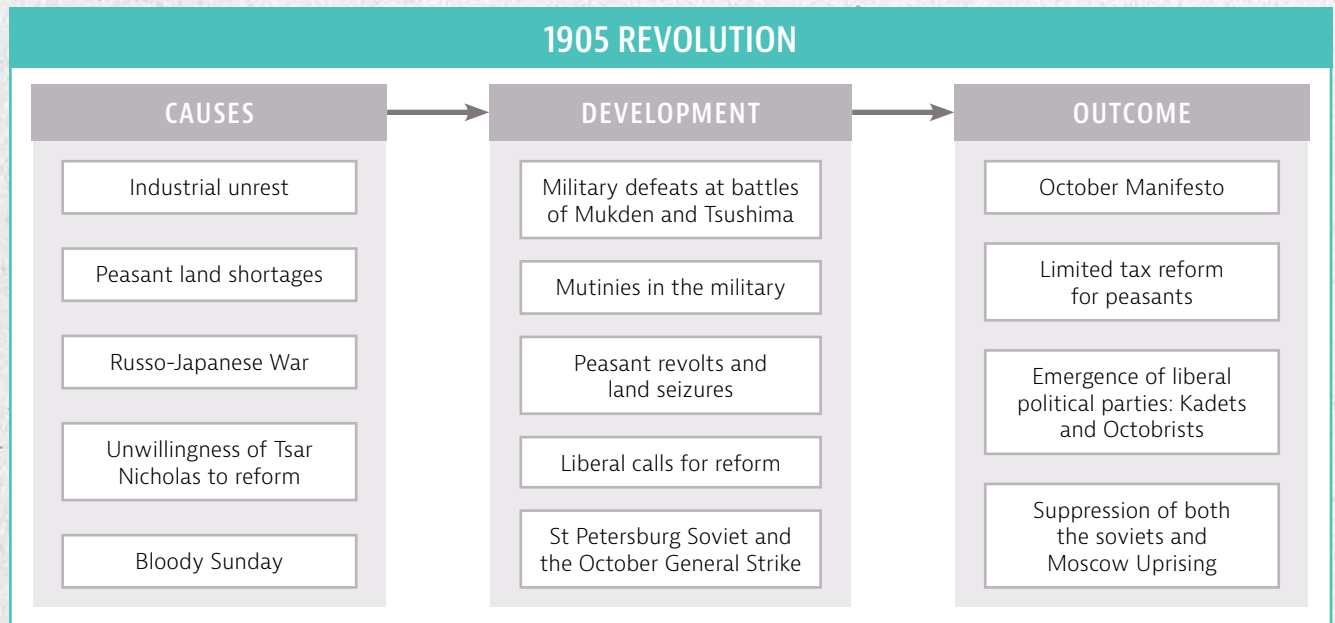 1905 REVOLUTION
CAUSES
Industrial unrest
Peasant land shortages
Russo-Japanese War
Unwillingness of Tsar
Nicholas to reform
Bloody Sunday
DEVELOPMENT
Military defeats at battles
of Mukden and Tsushima
Mutinies in the military
Peasant revolts and
land seizures
Liberal calls for reform
St Petersburg Soviet and
the October General Strike
OUTCOME
October Manifesto
Limited tax reform
for peasants
Emergence of liberal
political parties: Kadets
and Octobrists
Suppression of both
the soviets and
Moscow Uprising